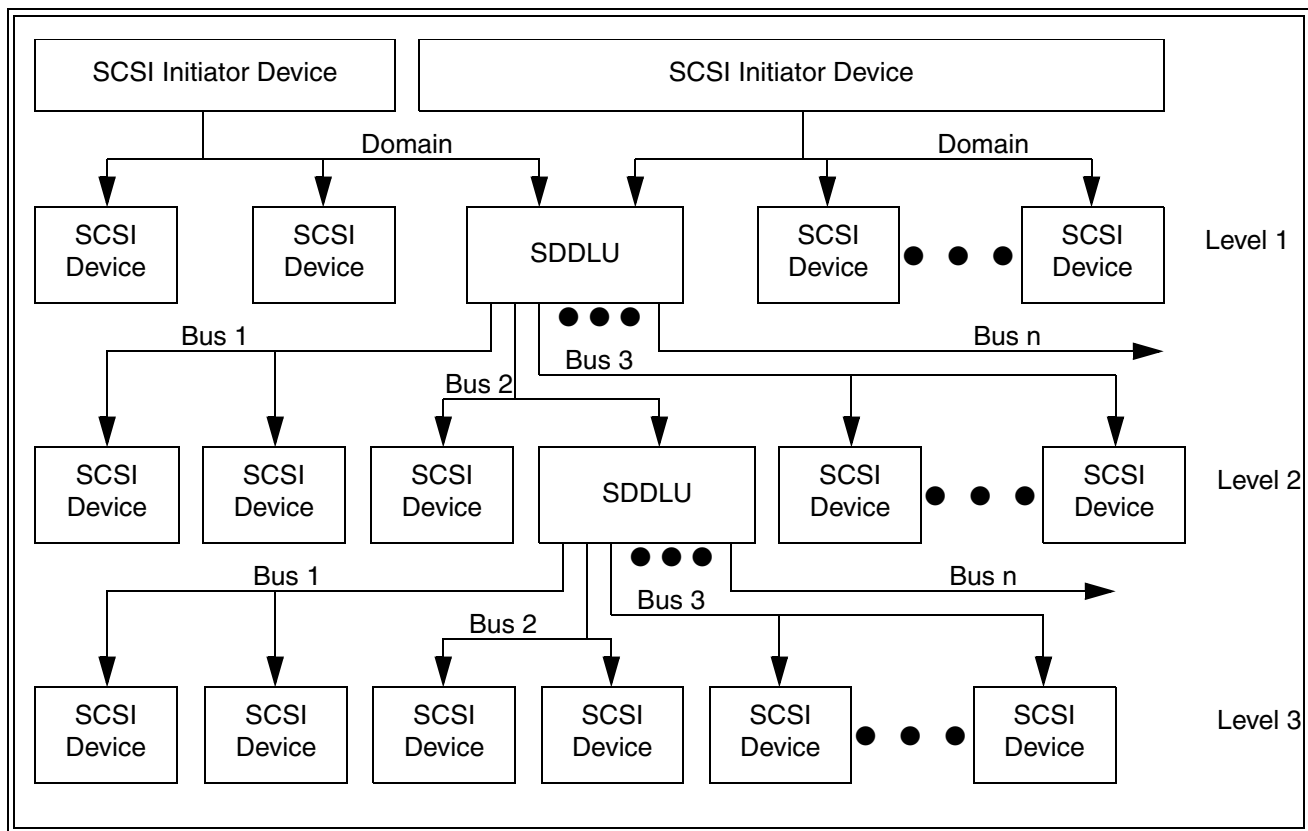 SCSI Initiator Device
SCSI Initiator Device
Domain
Domain
SCSI
Device
SCSI
Device
SDDLU
SCSI
Device
SCSI
Device
Level 1
Bus 1
Bus n
Bus 3
Bus 2
SCSI
Device
SCSI
Device
SCSI
Device
SDDLU
SCSI
Device
SCSI
Device
Level 2
Bus 1
Bus n
Bus 3
Bus 2
SCSI
Device
SCSI
Device
SCSI
Device
SCSI
Device
SCSI
Device
SCSI
Device
Level 3